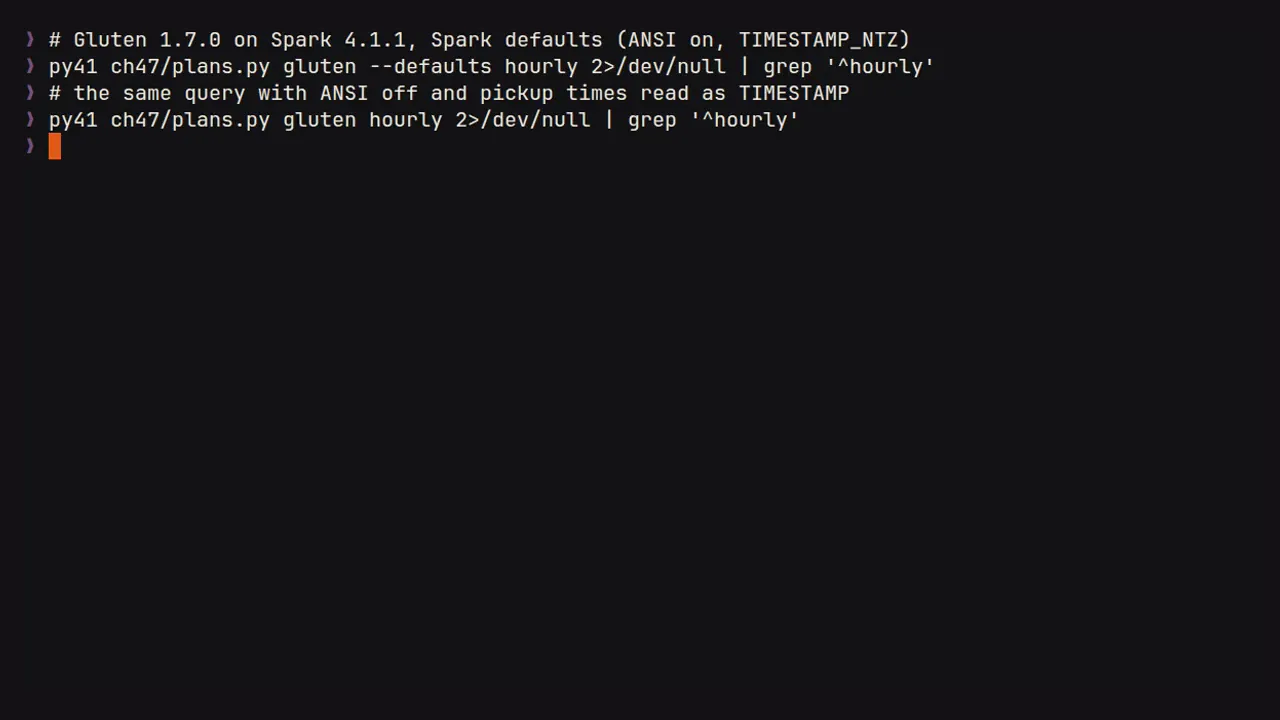 ❯ # Gluten 1.7.0 on Spark 4.1.1, Spark defaults (ANSI on, TIMESTAMP_NTZ)
❯ py41 ch47/plans.py gluten --defaults hourly 2>/dev/null | grep '^hourly'
❯ # the same query with ANSI off and pickup times read as TIMESTAMP
❯ py41 ch47/plans.py gluten hourly 2>/dev/null | grep '^hourly'
❯